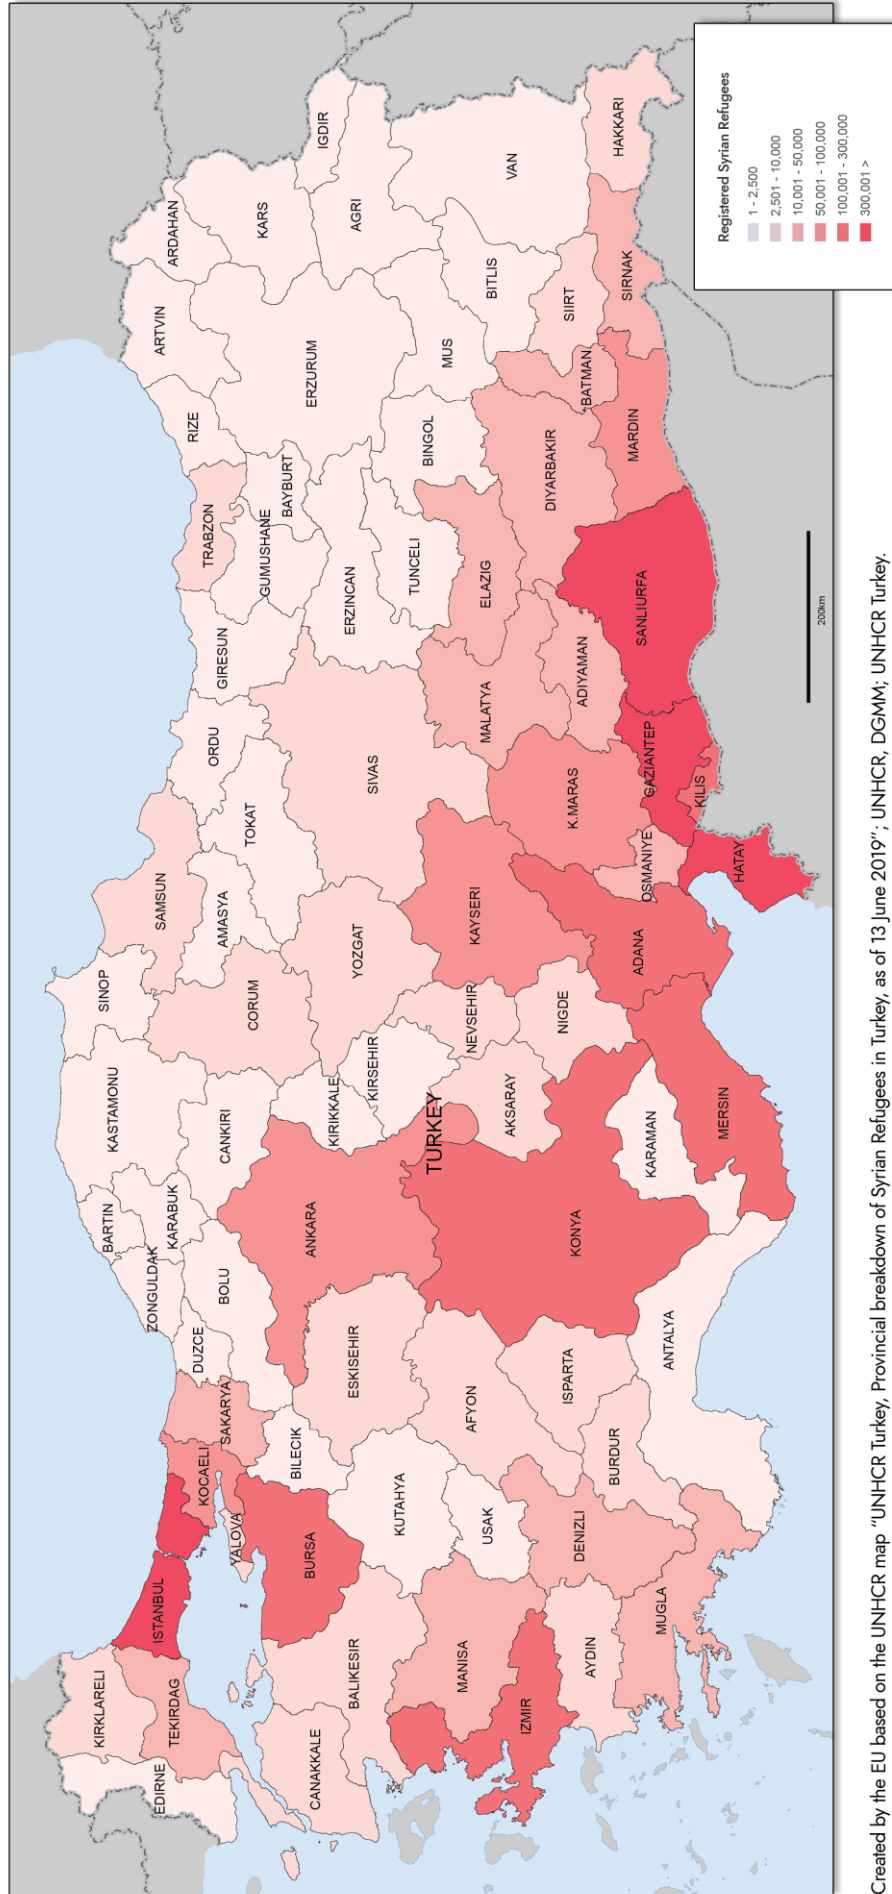 KIRKLARELI
EDIRNE
TEKIRDAG
ISTANBUL
KOCAELI
YALOVA
SAKARYA
DUZCE
ZONGULDAK
BARTIN
KARABUK
BOLU
KASTAMONU
CANKIRI
SINOP
SAMSUN
CORUM
AMASYA
TOKAT
ORDU
GIRESUN
TRABZON
GUMUSHANE
BAYBURT
RIZE
ARTVIN
ARDAHAN
KARS
IGDIR
AGRI
ERZURUM
ERZINCAN
TUNCELI
BINGOL
MUS
BITLIS
VAN
HAKKARI
SIRNAK
SIIRT
BATMAN
MARDIN
DIYARBAKIR
ELAZIG
MALATYA
ADIYAMAN
SANLIURFA
GAZIANTEP
KILIS
HATAY
OSMANIYE
K.MARAS
SIVAS
YOZGAT
KAYSERI
ADANA
NIGDE
NEVSEHIR
KIRSEHIR
KIRIKKALE
AKSARAY
TURKEY
ANKARA
KONYA
KARAMAN
MERSIN
ANTALYA
ISPARTA
BURDUR
AFYON
ESKISEHIR
BILECIK
KUTAHYA
USAK
DENIZLI
MUGLA
AYDIN
IZMIR
MANISA
BALIKESIR
BURSA
CANAKKALE
200km
Registered Syrian Refugees
1 - 2,500
2,501 - 10,000
10,001 - 50,000
50,001 - 100,000
100,001 - 300,000
300,001 >
Created by the EU based on the UNHCR map "UNHCR Turkey, Provincial breakdown of Syrian Refugees in Turkey, as of 13 June 2019"; UNHCR, DGMM; UNHCR Turkey.